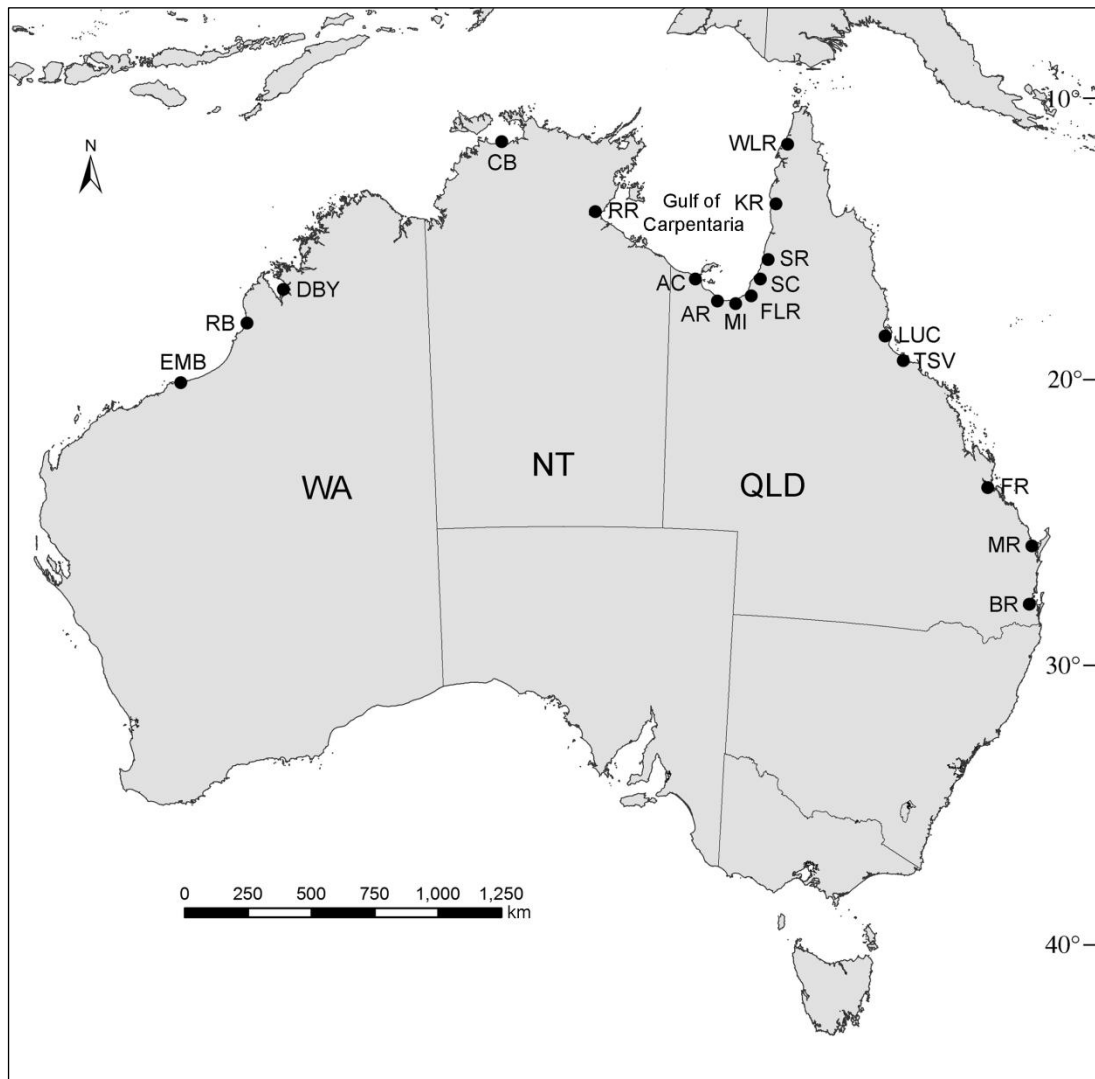 10°
WLR
CB
N
KR
RR
Gulf of
Carpentaria
SR
AC
SC
DBY
FLR
AR
MI
RB
LUC
EMB
TSV
20°
NT
WA
QLD
FR
MR
BR
30°
0 250 500 750 1,000 1,250
km
40°